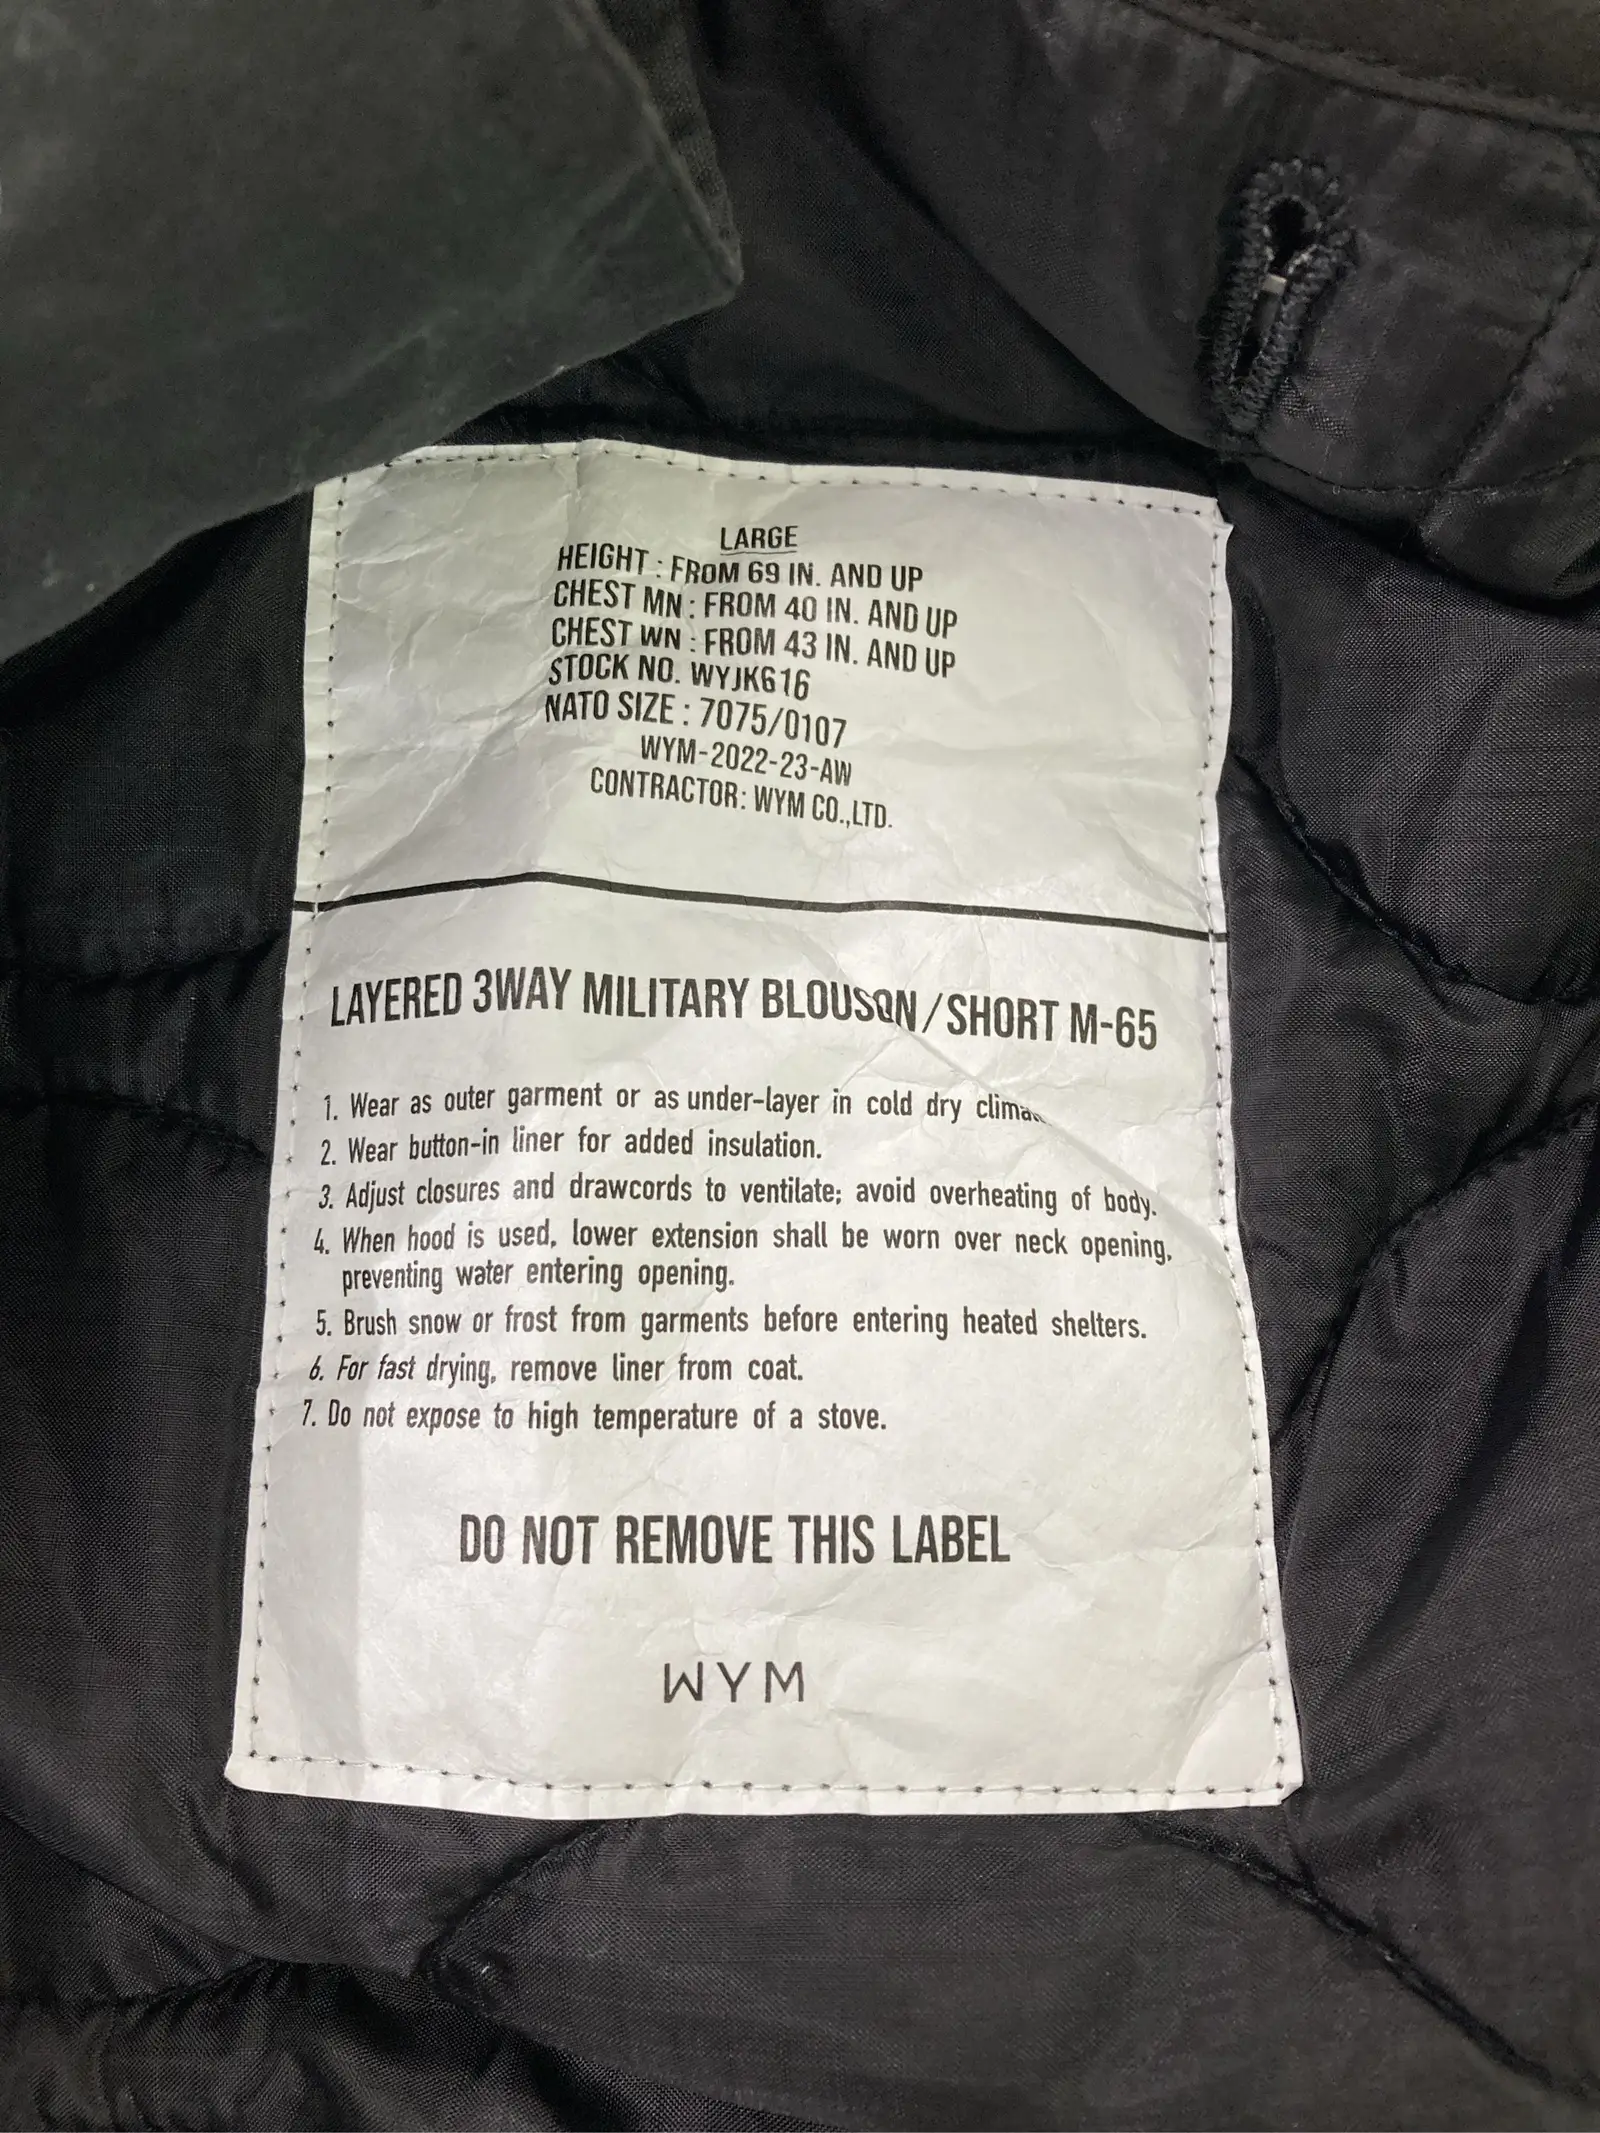 LARGE
HEIGHT : FROM 69 IN. AND UP
CHEST MN : FROM 40 IN. AND UP
CHEST WN : FROM 43 IN. AND UP
STOCK NO. WYJK616
NATO SIZE : 7075/0107
WYM-2022-23-AW
CONTRACTOR: WYM CO.,LTD.
LAYERED 3WAY MILITARY BLOUSON/SHORT M-65
1. Wear as outer garment or as under-layer in cold dry
2. Wear button-in liner for added insulation.
3. Adjust closures and drawcords to ventilate; avoid overheating of body.
4. When hood is used, lower extension shall be worn over neck opening,
preventing water entering opening.
5. Brush snow or frost from garments before entering heated shelters.
6. For fast drying, remove liner from coat.
7. Do not expose to high temperature of a stove.
DO NOT REMOVE THIS LABEL
WYM